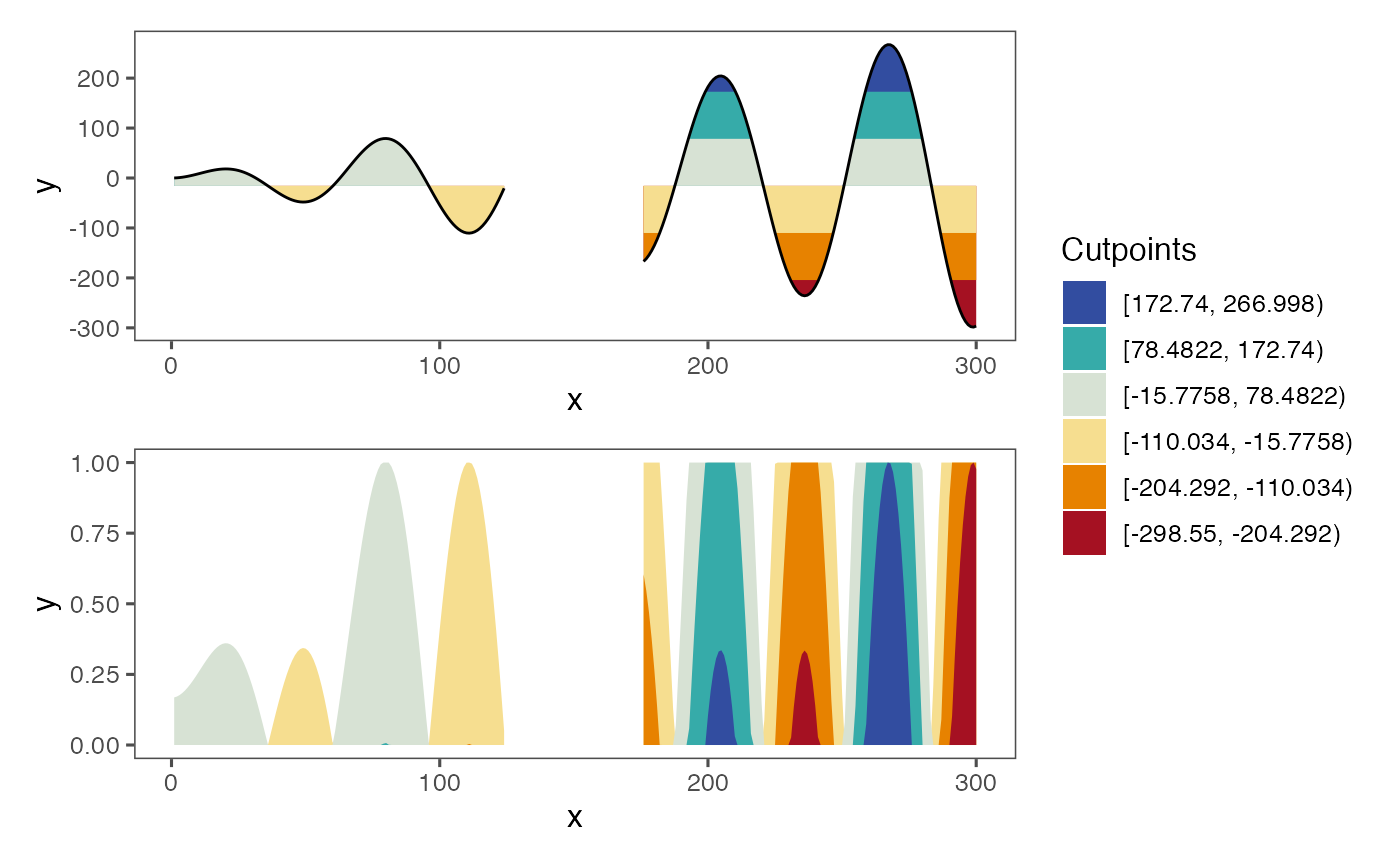 200
100
0
-100
-200
-300
y
0 100 200 300
x
Cutpoints
[172.74, 266.998)
[78.4822, 172.74)
[-15.7758, 78.4822)
[-110.034, -15.7758)
[-204.292, -110.034)
[-298.55, -204.292)
1.00
0.75
0.50
0.25
0.00
y
0 100 200 300
x